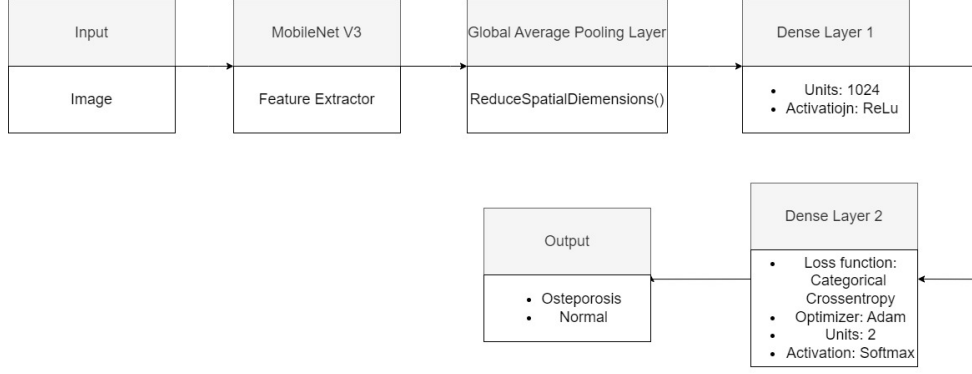 Input
Image
MobileNet V3
Feature Extractor
Global Average Pooling Layer
ReduceSpatialDiemensions()
Dense Layer 1
• Units: 1024
• Activatiojn: ReLu
Dense Layer 2
• Loss function:
Categorical
Crossentropy
• Optimizer: Adam
• Units: 2
• Activation: Softmax
Output
• Osteporosis
• Normal